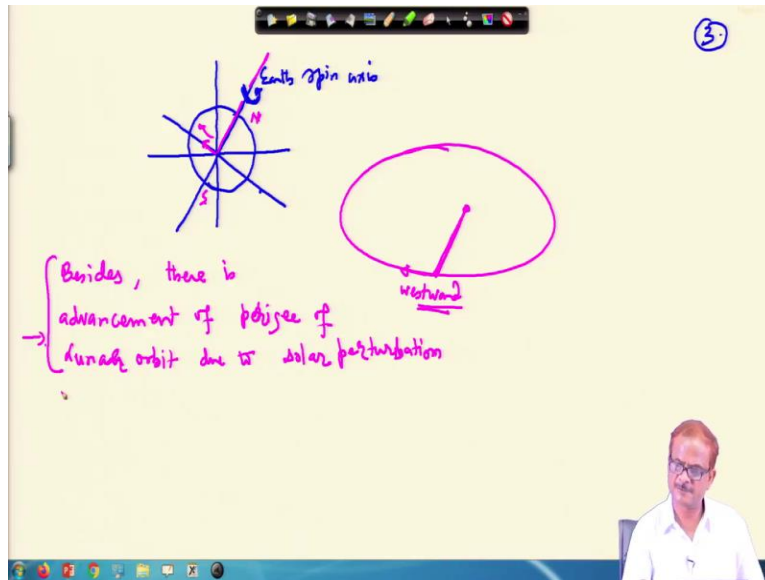 3
Earth spin axis
N
S
westward
Besides, there is
advancement of perigee of
Lunar orbit due to solar perturbation